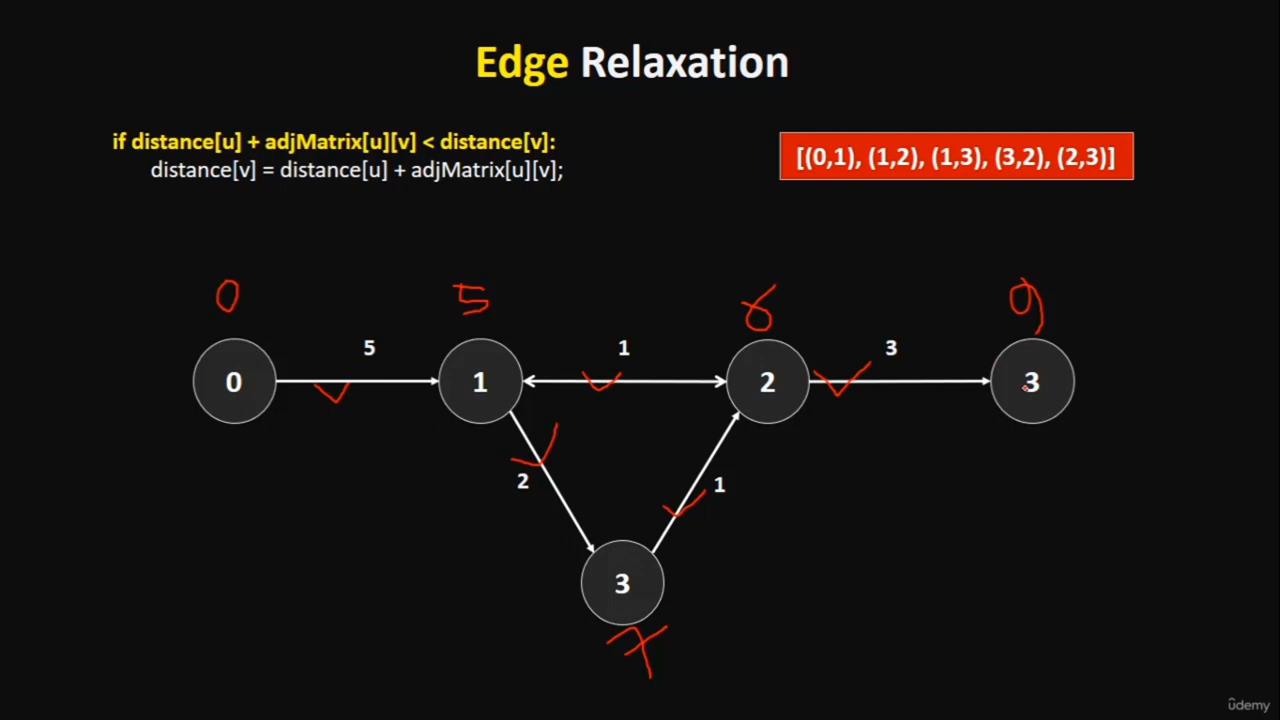 Edge Relaxation
if distance[u] + adjMatrix[u][v] < distance[v]:
distance[v] = distance[u] + adjMatrix[u][v];
[(0,1), (1,2), (1,3), (3,2), (2,3)]
0 5 6 9
5 1 3
0 1 2 3
2 1
3
7
ûdemy